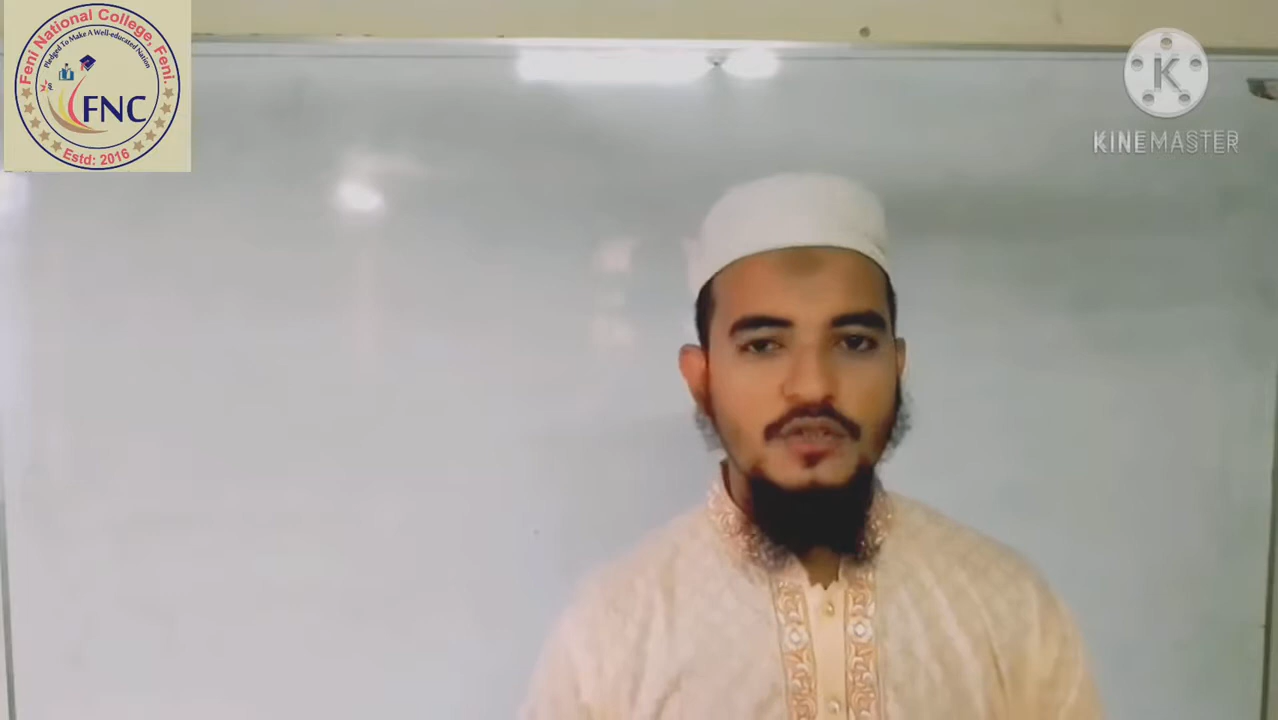 Feni National College, Feni.
Pledged To Make A Well-educated Nation
FNC
Estd: 2016
K
KINEMASTER